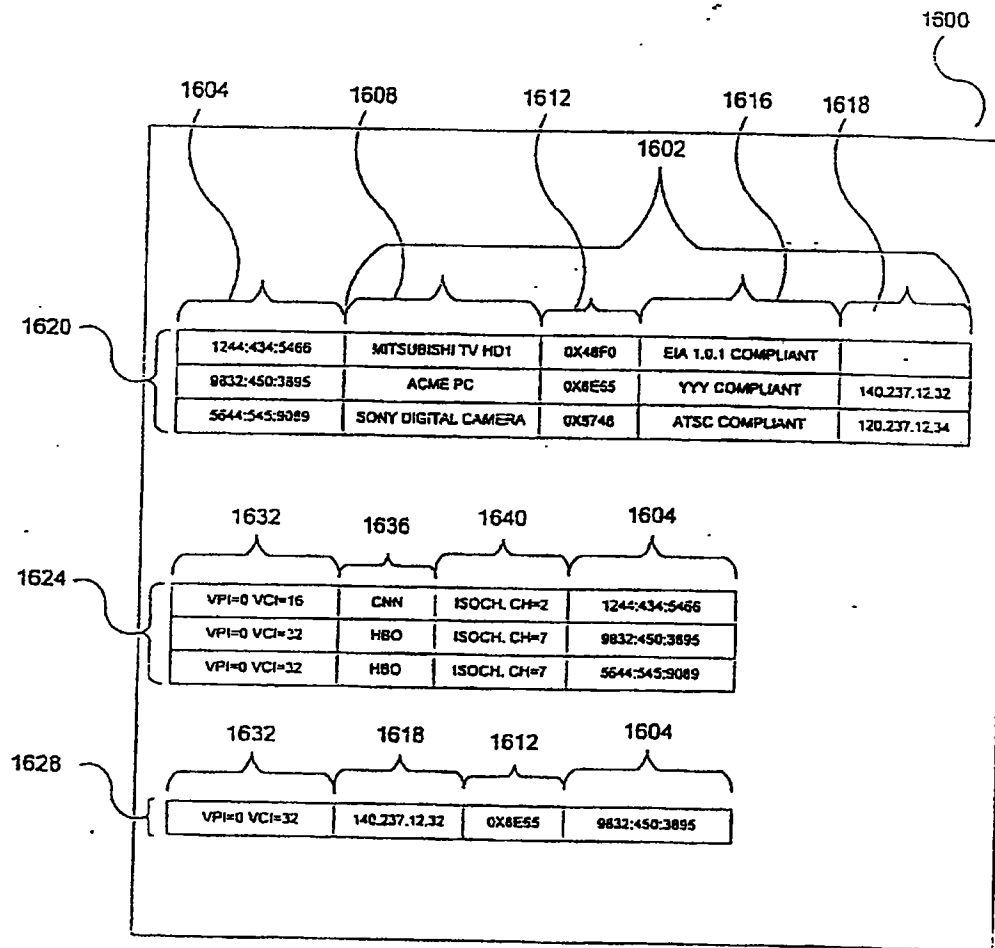 1600
1604 1608 1612 1616 1618
1602
1620
1244:434:5466 MITSUBISHI TV HD1 0X48F0 EIA 1.0.1 COMPLIANT
9832:450:3895 ACME PC 0X8E55 YYY COMPLIANT 140.237.12.32
5644:545:9089 SONY DIGITAL CAMERA 0X5748 ATSC COMPLIANT 120.237.12.34
1632 1636 1640 1604
1624
VPI=0 VCI=16 CNN ISOCH. CH=2 1244:434:5466
VPI=0 VCI=32 HBO ISOCH. CH=7 9832:450:3895
VPI=0 VCI=32 HBO ISOCH. CH=7 5644:545:9089
1632 1618 1612 1604
1628
VPI=0 VCI=32 140.237.12.32 0X8E55 9832:450:3895